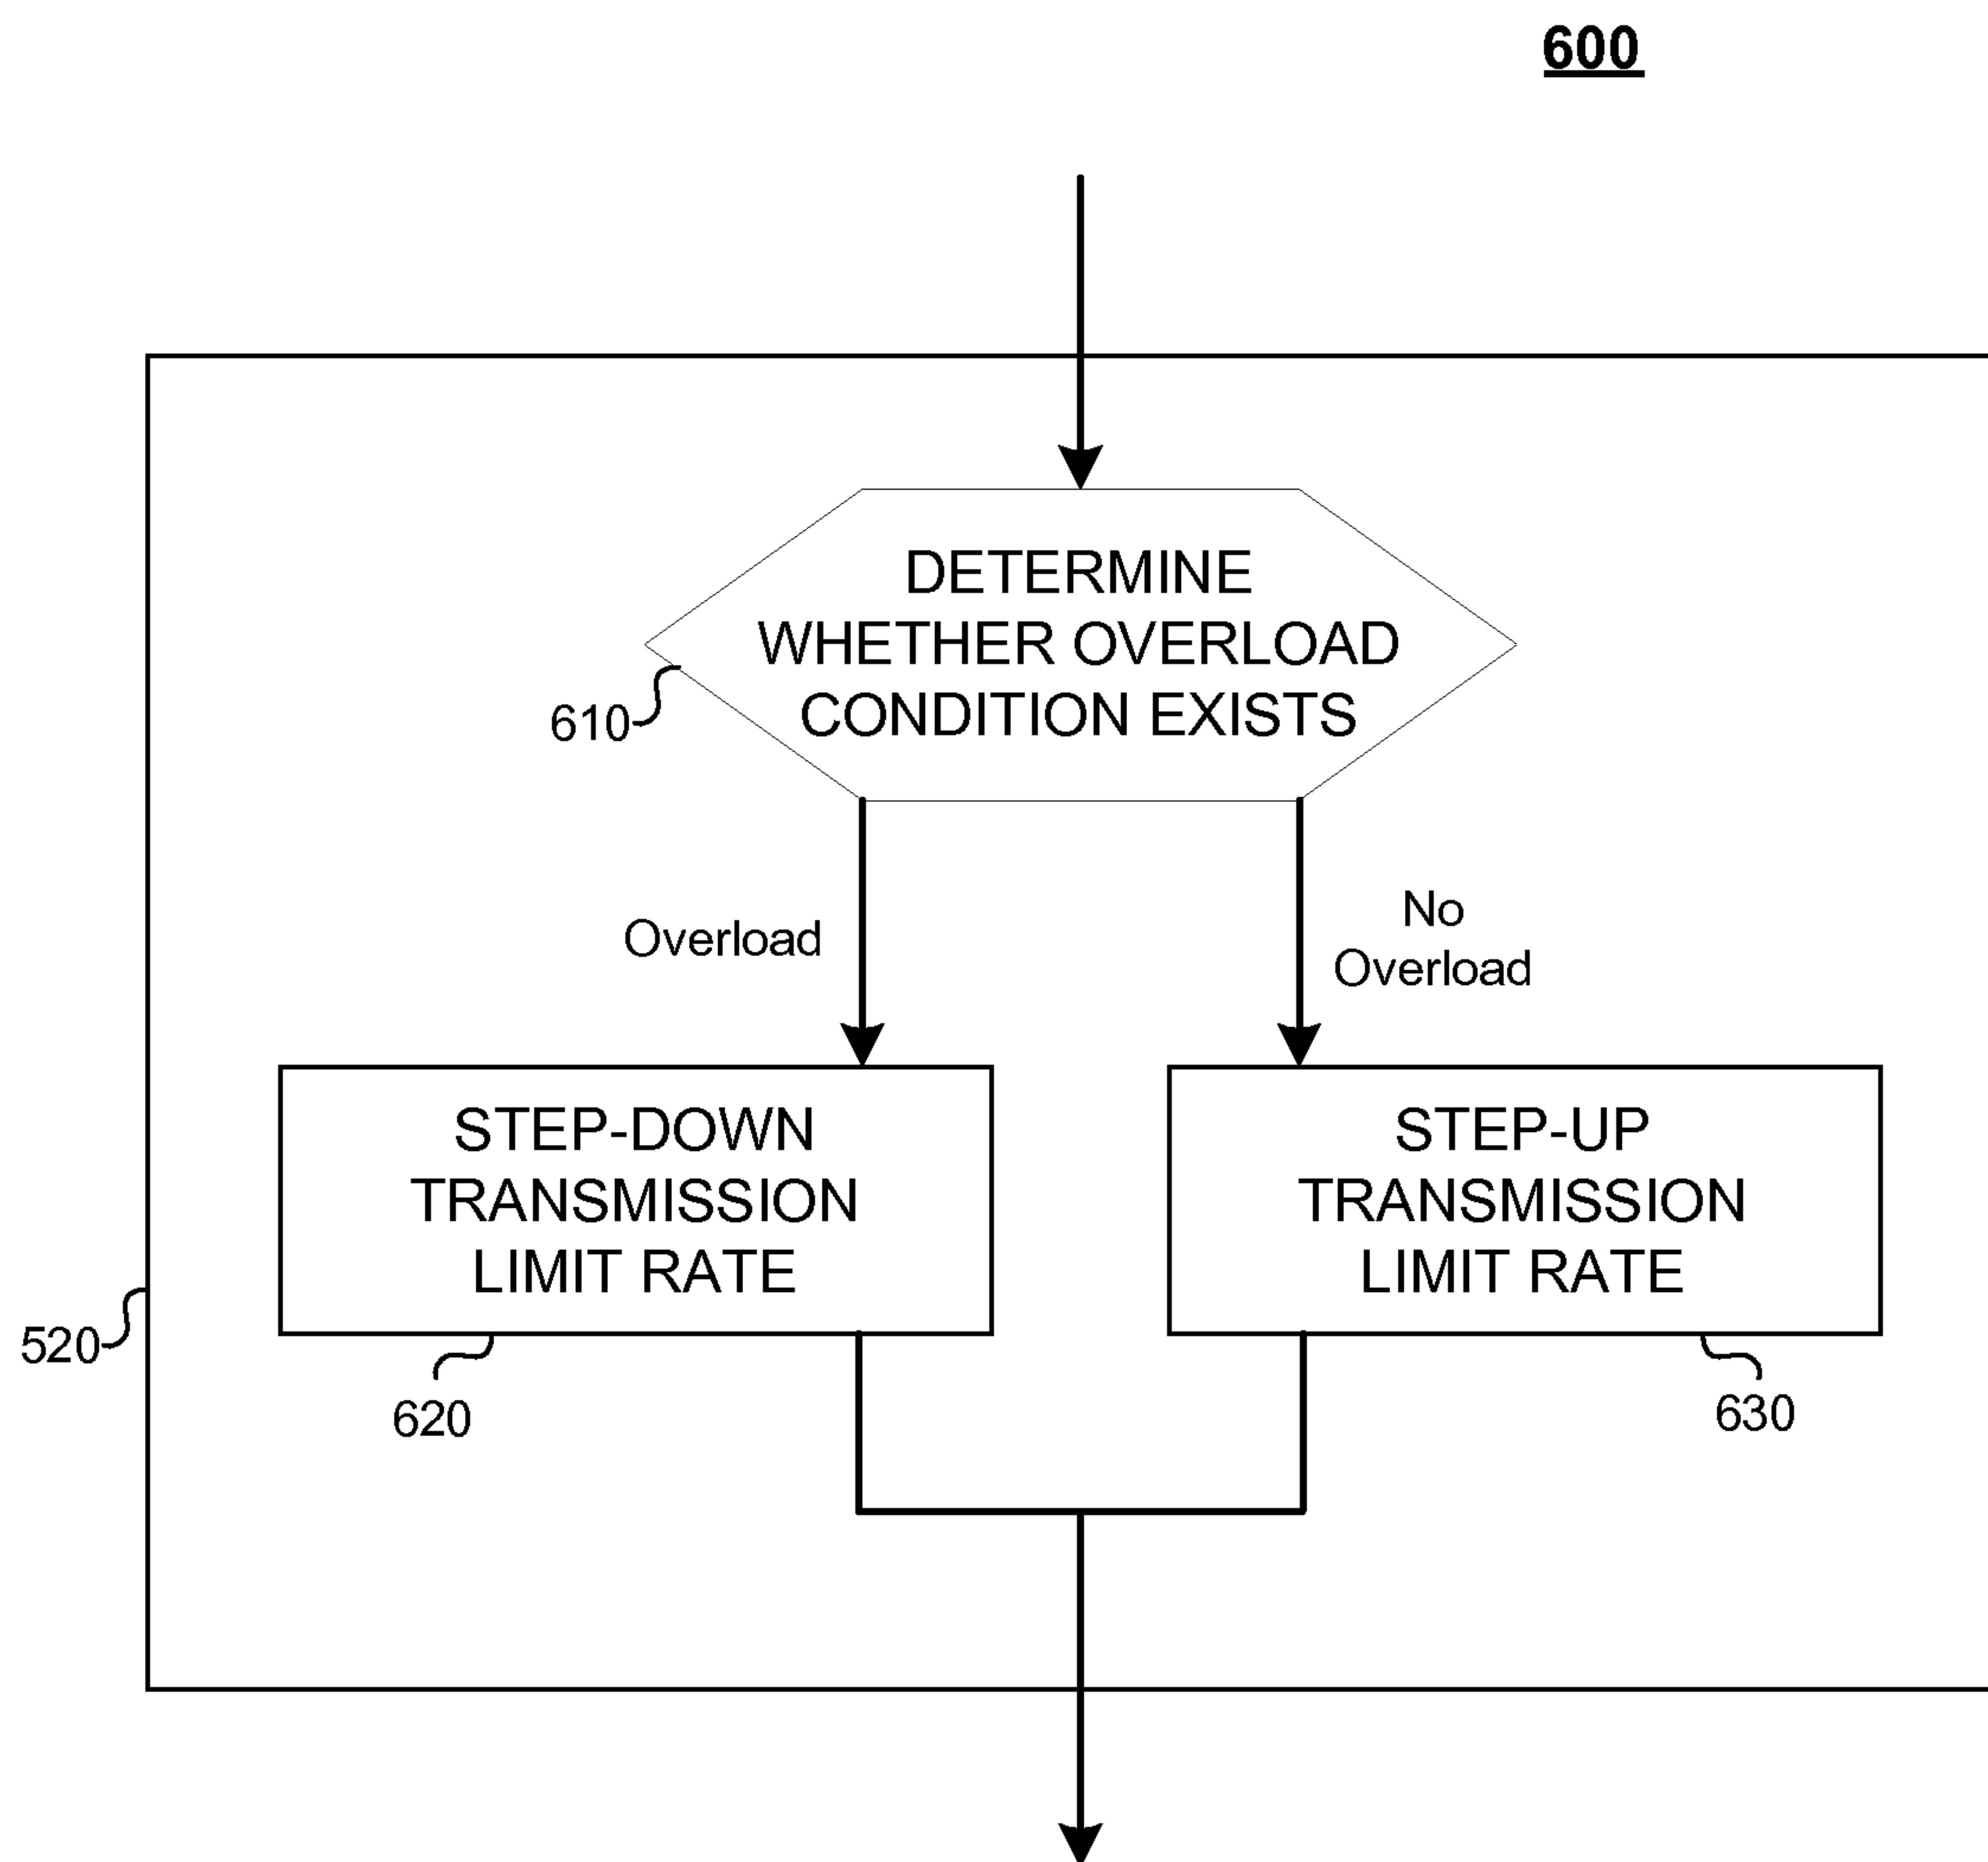 600
DETERMINE
WHETHER OVERLOAD
CONDITION EXISTS
610
Overload
No
Overload
STEP-DOWN
TRANSMISSION
LIMIT RATE
STEP-UP
TRANSMISSION
LIMIT RATE
520
620
630